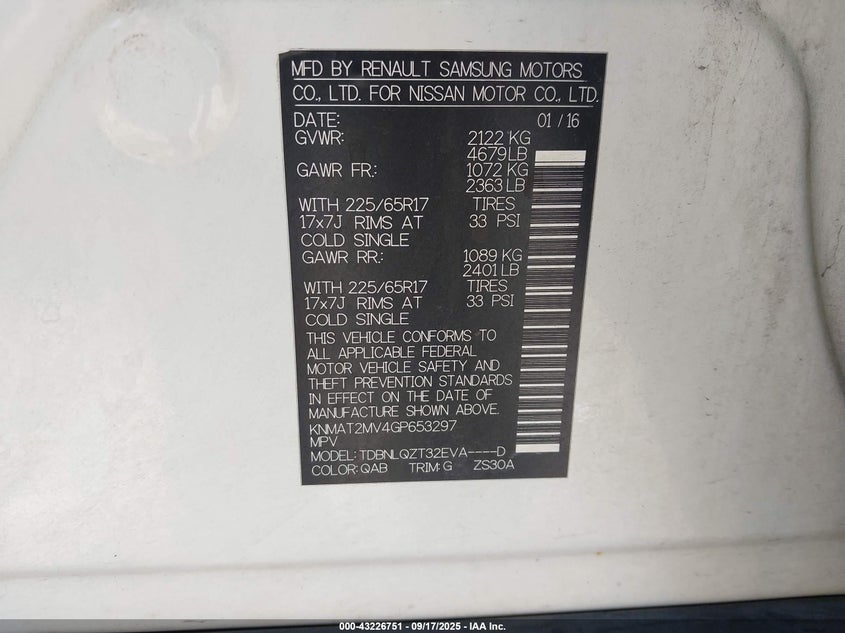 MFD BY RENAULT SAMSUNG MOTORS
CO., LTD. FOR NISSAN MOTOR CO., LTD.
DATE: 01 / 16
GVWR: 2122 KG
4679 LB
GAWR FR.: 1072 KG
2363 LB
WITH 225/65R17 TIRES
17x7J RIMS AT 33 PSI
COLD SINGLE
GAWR RR.: 1089 KG
2401 LB
WITH 225/65R17 TIRES
17x7J RIMS AT 33 PSI
COLD SINGLE
THIS VEHICLE CONFORMS TO
ALL APPLICABLE FEDERAL
MOTOR VEHICLE SAFETY AND
THEFT PREVENTION STANDARDS
IN EFFECT ON THE DATE OF
MANUFACTURE SHOWN ABOVE.
KNMAT2MV4GP653297
MPV
MODEL: TDBNLQZT32EVA----D
COLOR: QAB TRIM: G ZS30A
000-43226751 - 09/17/2025 - IAA Inc.